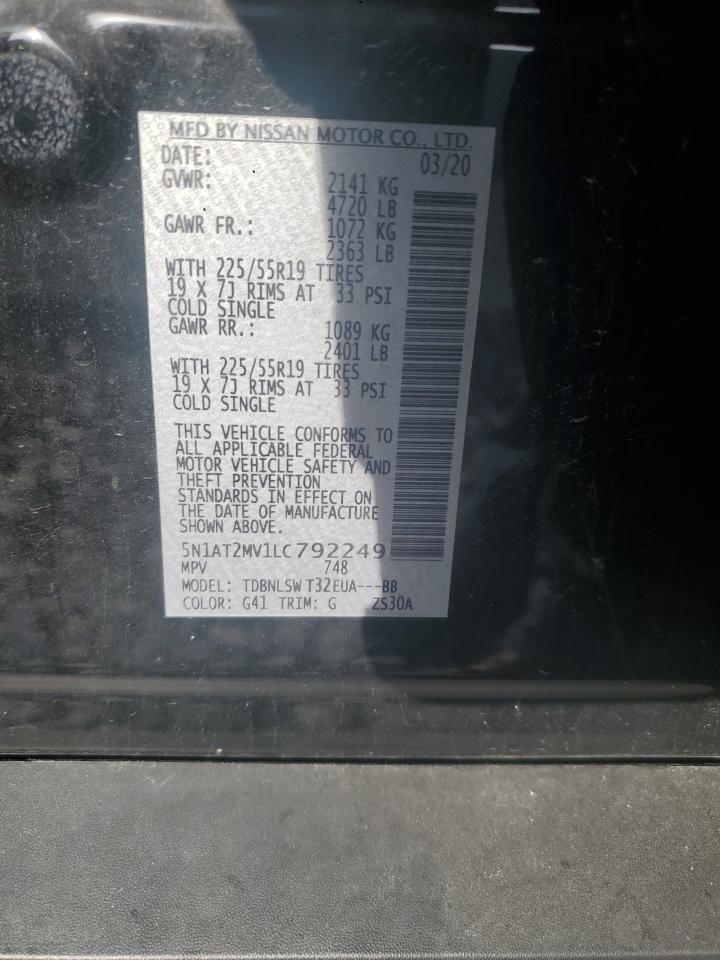 MFD BY NISSAN MOTOR CO., LTD.
DATE: 03/20
GVWR: 2141 KG
4720 LB
GAWR FR.: 1072 KG
2363 LB
WITH 225/55R19 TIRES
19 X 7J RIMS AT 33 PSI
COLD SINGLE
GAWR RR.: 1089 KG
2401 LB
WITH 225/55R19 TIRES
19 X 7J RIMS AT 33 PSI
COLD SINGLE
THIS VEHICLE CONFORMS TO
ALL APPLICABLE FEDERAL
MOTOR VEHICLE SAFETY AND
THEFT PREVENTION
STANDARDS IN EFFECT ON
THE DATE OF MANUFACTURE
SHOWN ABOVE.
5N1AT2MV1LC792249
MPV 748
MODEL: TDBNLSW T32EUA---BB
COLOR: G41 TRIM: G ZS30A